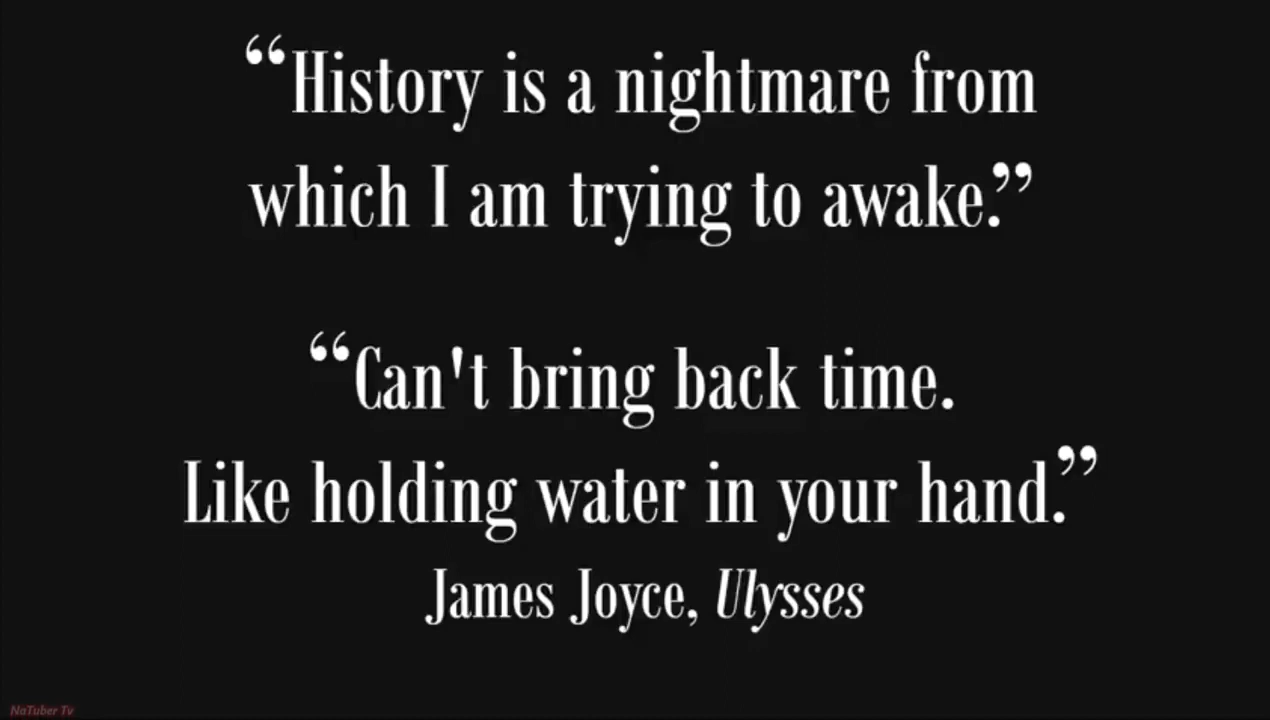 “History is a nightmare from
which I am trying to awake.”
“Can't bring back time.
Like holding water in your hand.”
James Joyce, Ulysses
NaTuber Tv